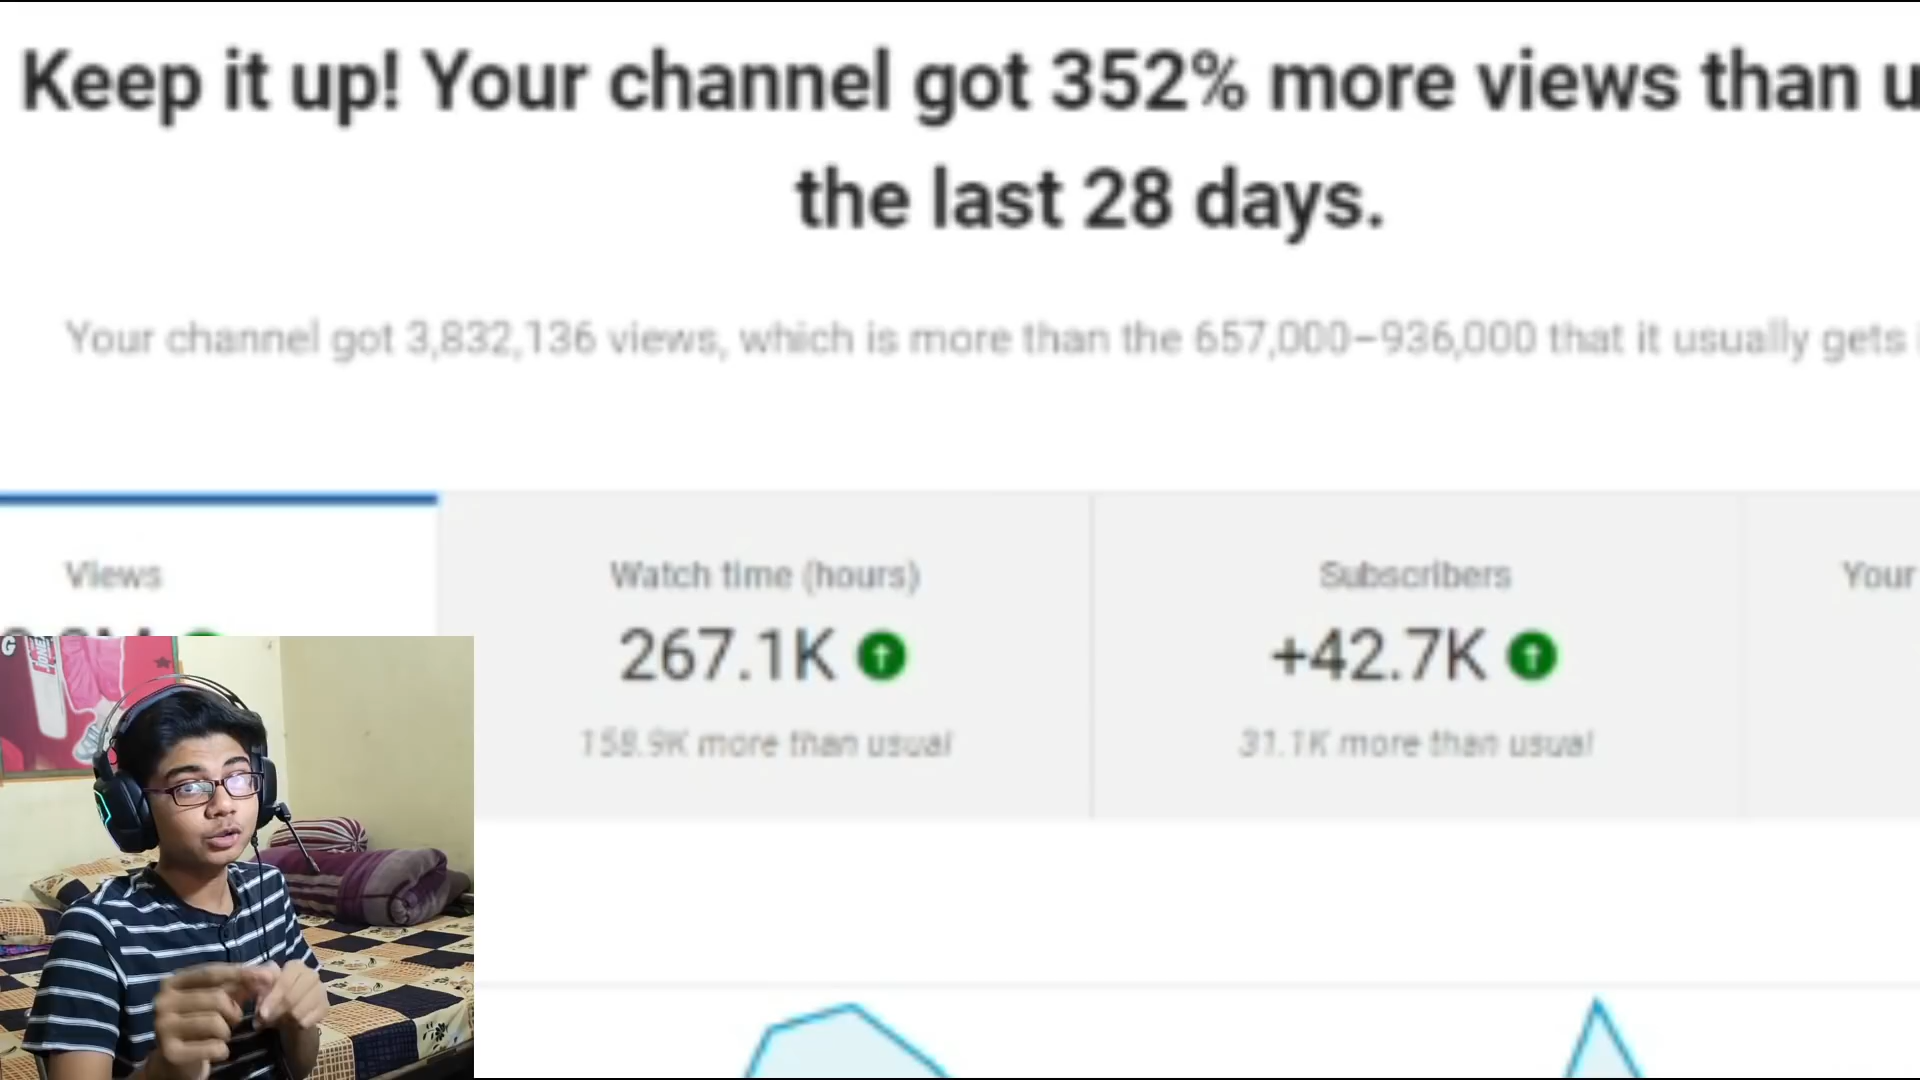 Keep it up! Your channel got 352% more views than u
the last 28 days.
Your channel got 3,832,136 views, which is more than the 657,000–936,000 that it usually gets
Views
Watch time (hours)
Subscribers
Your
267.1K
+42.7K
158.9K more than usual
31.1K more than usual
G